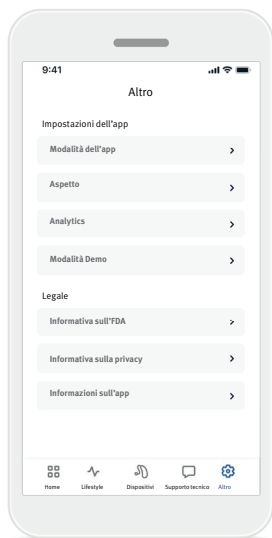 9:41
Altro
Impostazioni dell'app
Modalità dell'app
Aspetto
Analytics
Modalità Demo
Legale
Informativa sull'FDA
Informativa sulla privacy
Informazioni sull'app
Home Lifestyle Dispositivi Supporto tecnico Altro